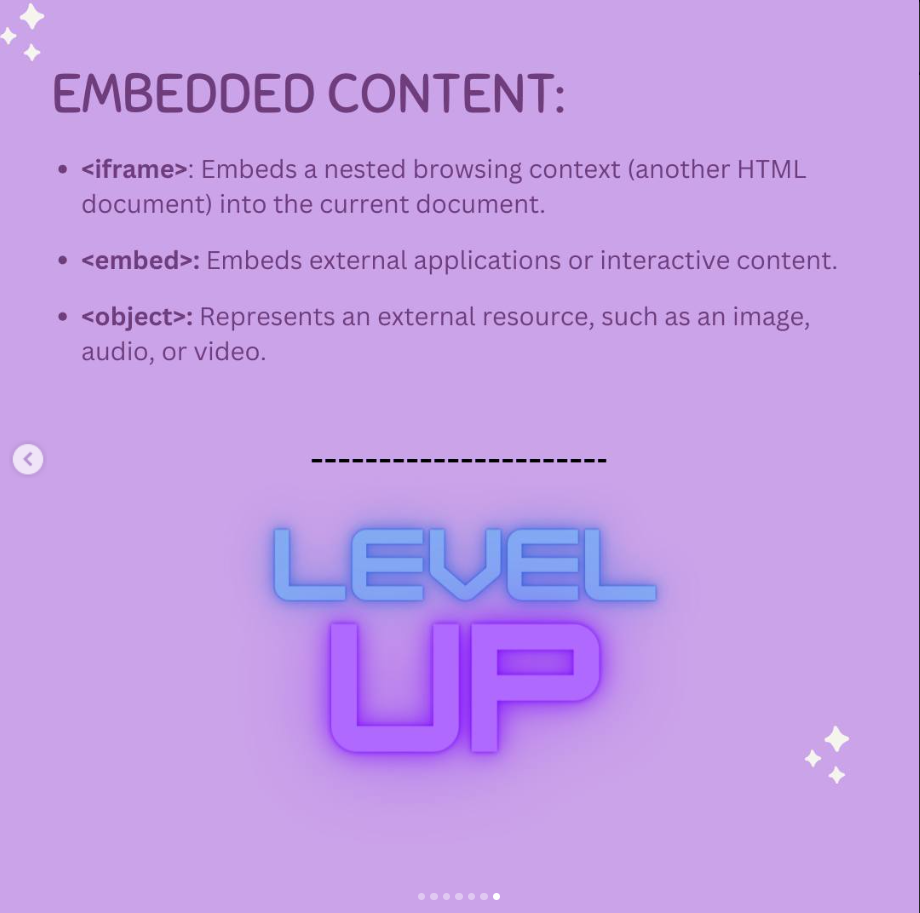 EMBEDDED CONTENT:
• <iframe>: Embeds a nested browsing context (another HTML
document) into the current document.
• <embed>: Embeds external applications or interactive content.
• <object>: Represents an external resource, such as an image,
audio, or video.
----------------------
LEVEL
UP